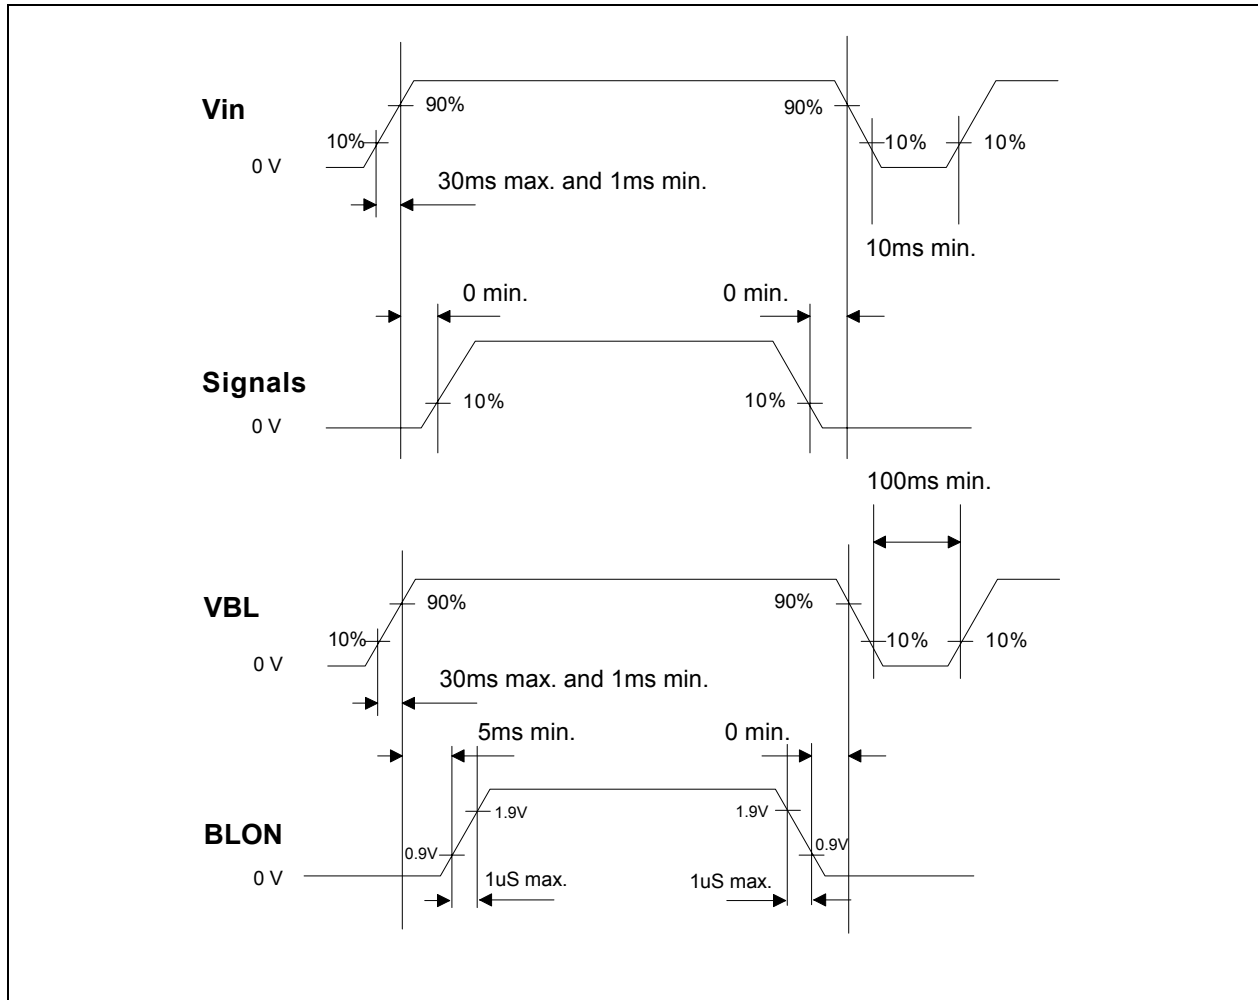 Vin
90%
90%
10%
10%
10%
0 V
30ms max. and 1ms min.
10ms min.
0 min.
0 min.
Signals
10%
10%
0 V
100ms min.
VBL
90%
90%
10%
10%
10%
0 V
30ms max. and 1ms min.
5ms min.
0 min.
BLON
1.9V
1.9V
0.9V
0.9V
0 V
1uS max.
1uS max.